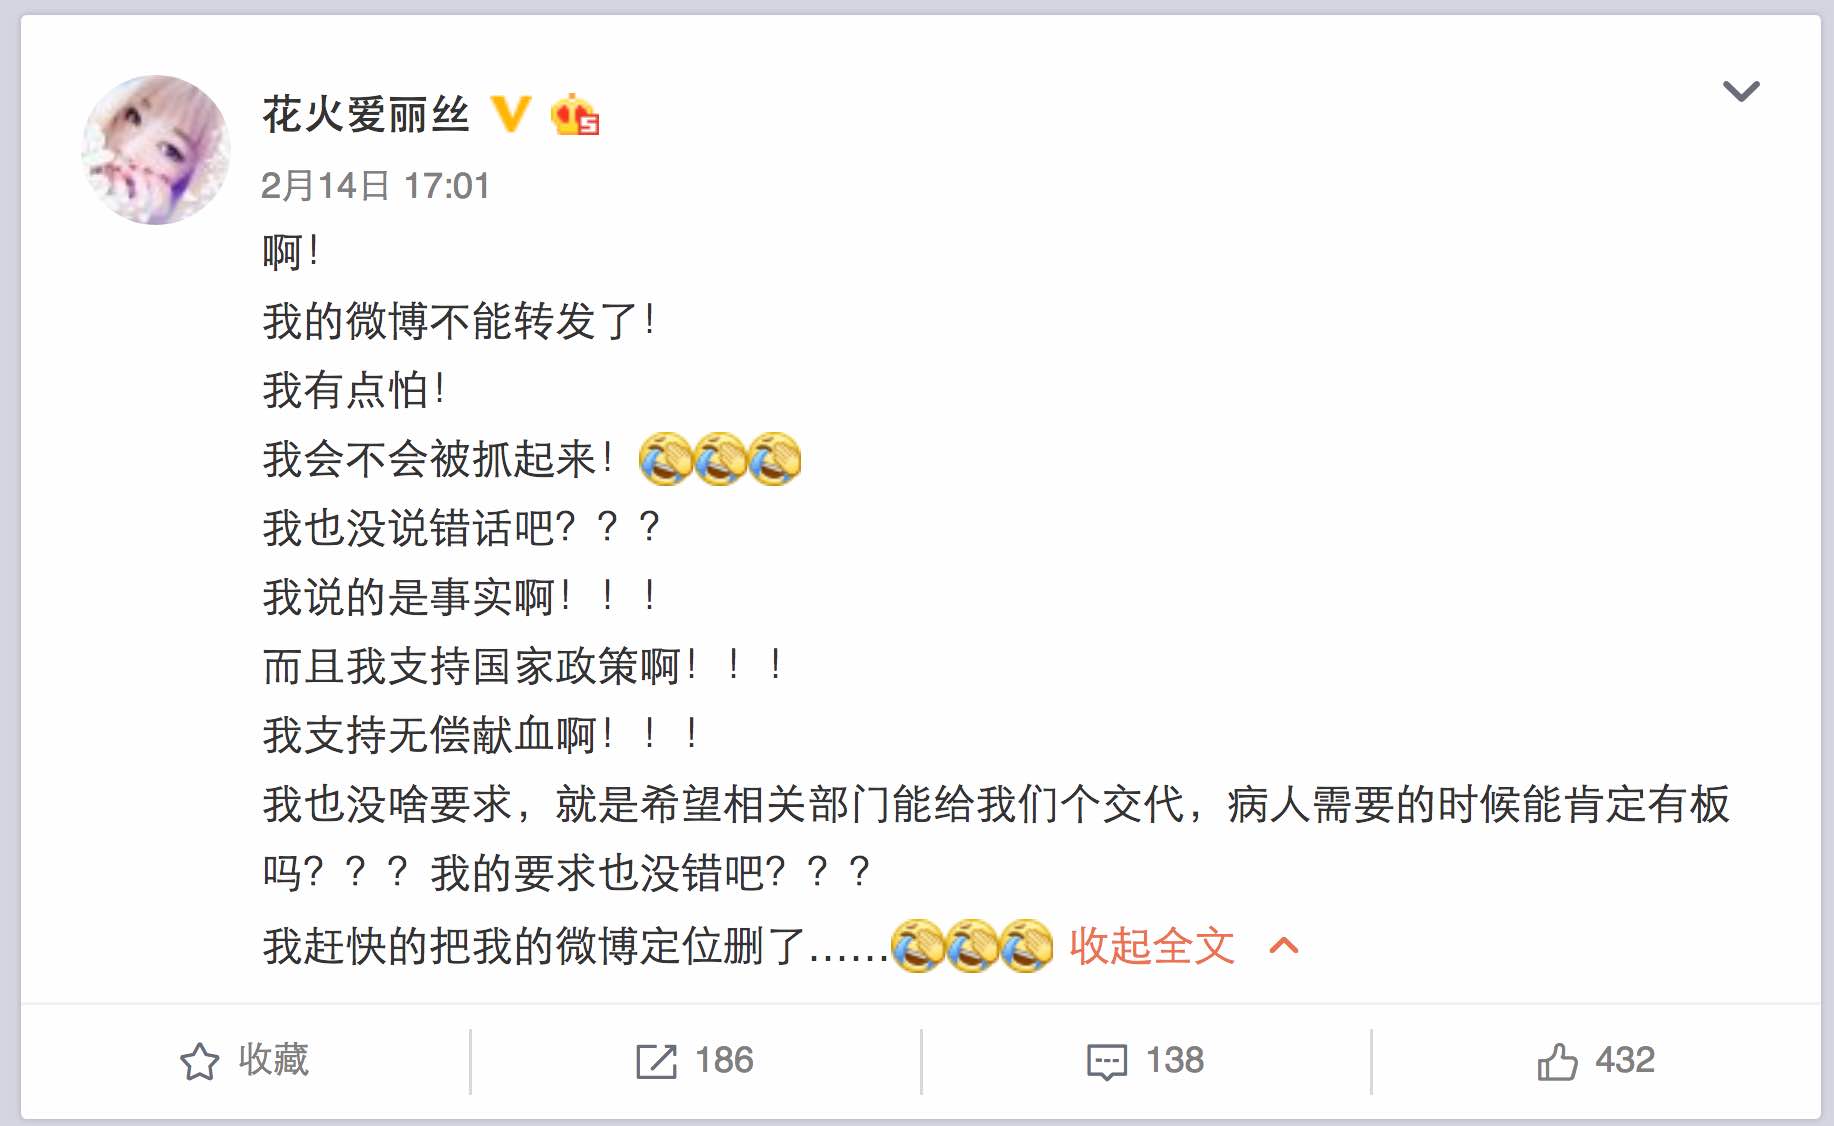 花火爱丽丝
2月14日 17:01
啊！
我的微博不能转发了！
我有点怕！
我会不会被抓起来！
我也没说错话吧？？？
我说的是事实啊！！！
而且我支持国家政策啊！！！
我支持无偿献血啊！！！
我也没啥要求，就是希望相关部门能给我们个交代，病人需要的时候能肯定有板
吗？？？我的要求也没错吧？？？
我赶快的把我的微博定位删了…… 收起全文
收藏 186 138 432